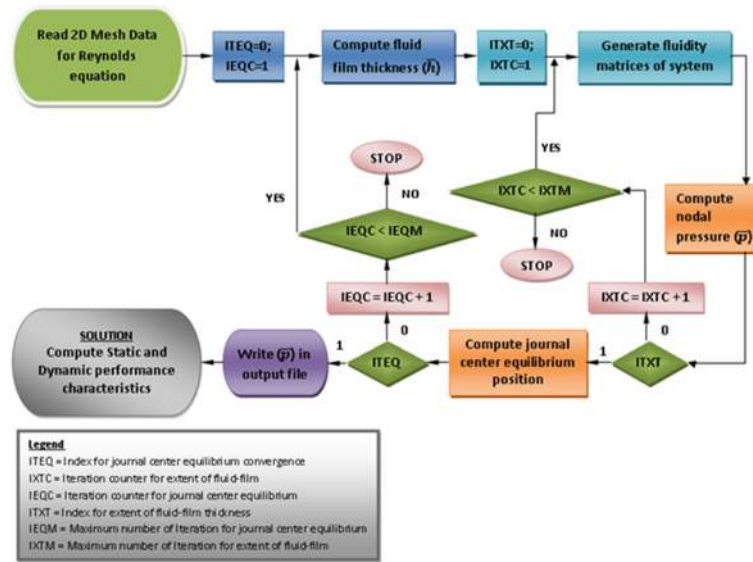 Read 2D Mesh Data
for Reynolds
equation
ITEQ=0;
IEQC=1
Compute fluid
film thickness (h̅)
ITXT=0;
IXTC=1
Generate fluidity
matrices of system
STOP
YES
YES
NO
IXTC < IXTM
Compute
nodal
pressure (p̅)
IEQC < IEQM
NO
STOP
IEQC = IEQC + 1
IXTC = IXTC + 1
0
0
SOLUTION
Compute Static and
Dynamic performance
characteristics
Write (p̅) in
output file
1
ITEQ
Compute journal
center equilibrium
position
1
ITXT
Legend
ITEQ = Index for journal center equilibrium convergence
IXTC = Iteration counter for extent of fluid-film
IEQC = Iteration counter for journal center equilibrium
ITXT = Index for extent of fluid-film thickness
IEQM = Maximum number of Iteration for journal center equilibrium
IXTM = Maximum number of Iteration for extent of fluid-film